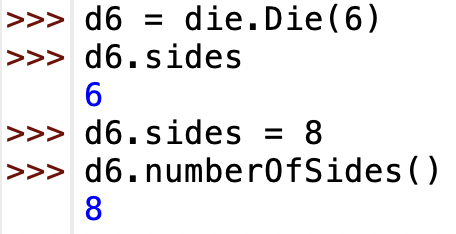 >>> d6 = die.Die(6)
>>> d6.sides
6
>>> d6.sides = 8
>>> d6.numberOfSides()
8